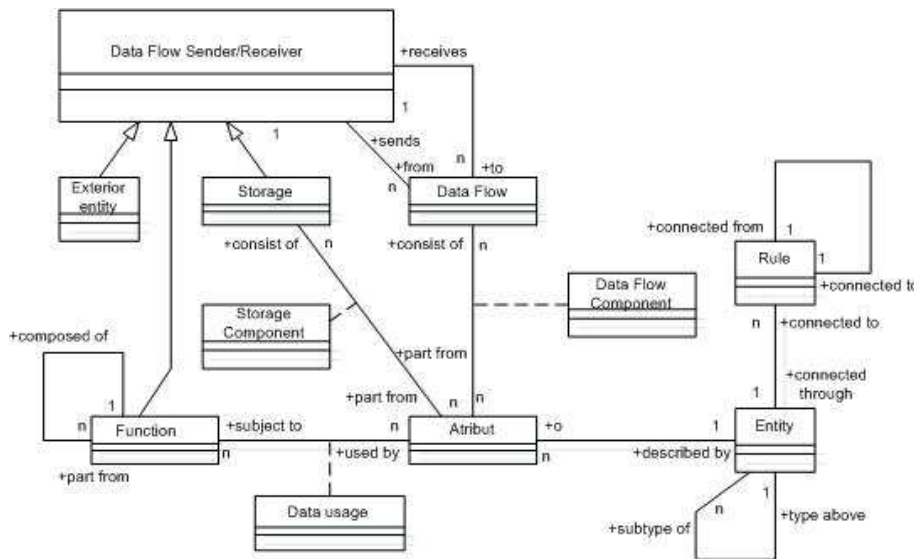 Data Flow Sender/Receiver
+receives
1
1
+sends
+from
n
n
+to
Exterior
entity
Storage
Data Flow
+consist of
n
+consist of
n
+connected from
1
Rule
1
+connected to
Storage
Component
Data Flow
Component
n
+connected to
+composed of
+part from
+part from
n
n
1
+connected
through
1
n
Function
+subject to
n
Atribut
+o
1
Entity
n
+used by
n
+described by
+part from
Data usage
n
1
+subtype of
+type above